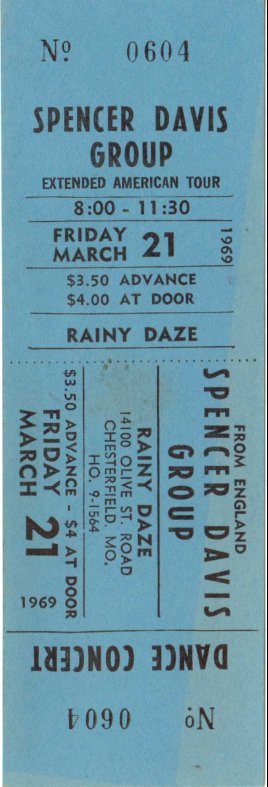 Nº 0604
SPENCER DAVIS
GROUP
EXTENDED AMERICAN TOUR
8:00 - 11:30
FRIDAY
MARCH 21
1969
$3.50 ADVANCE
$4.00 AT DOOR
RAINY DAZE
FROM ENGLAND
SPENCER DAVIS
GROUP
RAINY DAZE
14100 OLIVE ST. ROAD
CHESTERFIELD, MO.
HO. 9-1564
$3.50 ADVANCE - $4 AT DOOR
FRIDAY
MARCH 21
1969
DANCE CONCERT
Nº 0604